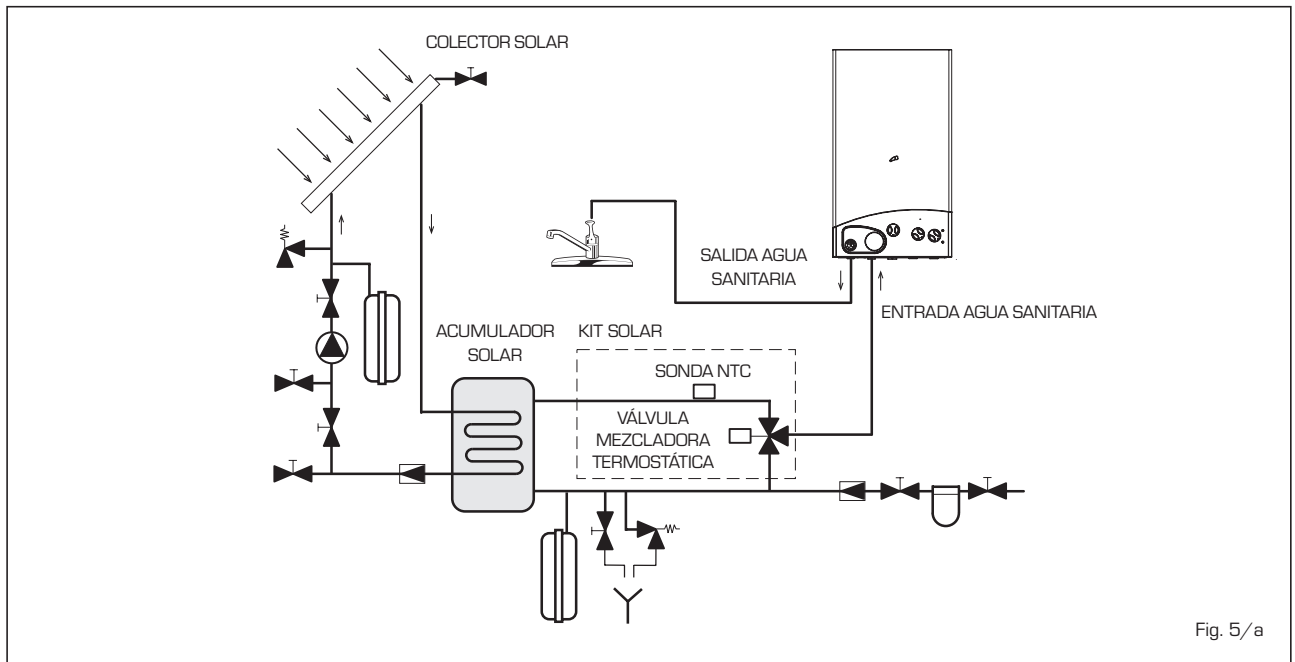 COLECTOR SOLAR
SALIDA AGUA
SANITARIA
ENTRADA AGUA SANITARIA
ACUMULADOR
SOLAR
KIT SOLAR
SONDA NTC
VÁLVULA
MEZCLADORA
TERMOSTÁTICA
Fig. 5/a